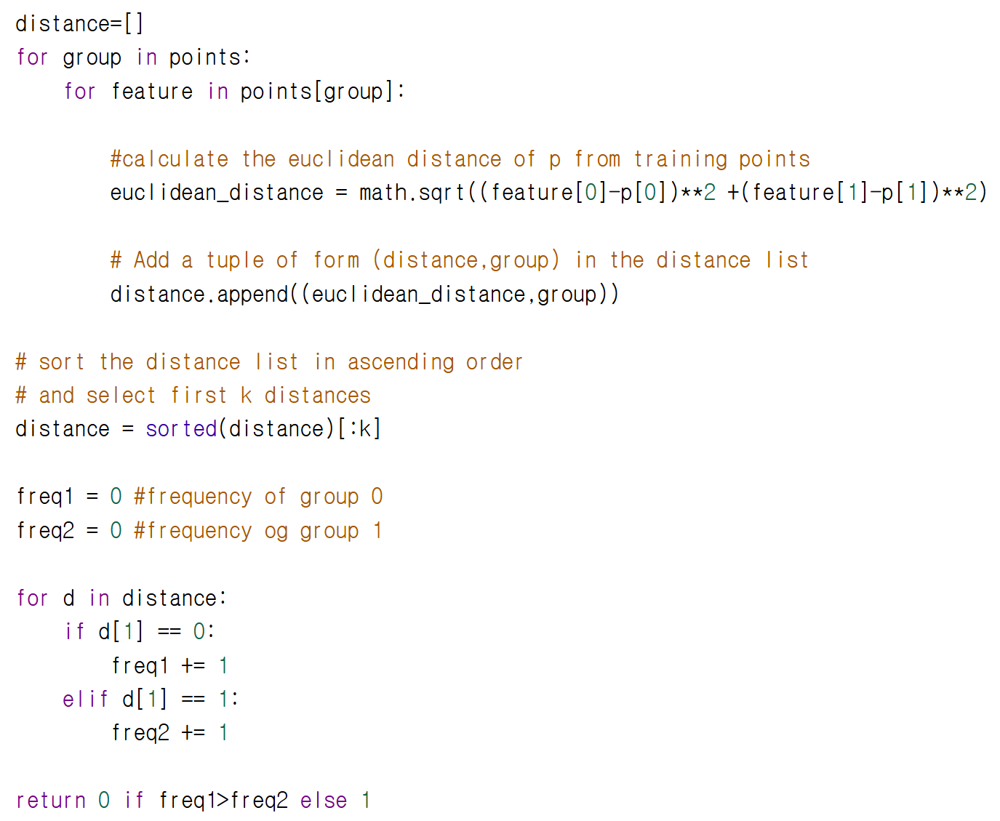 distance=[]
for group in points:
    for feature in points[group]:

        #calculate the euclidean distance of p from training points
        euclidean_distance = math.sqrt((feature[0]-p[0])**2 +(feature[1]-p[1])**2)

        # Add a tuple of form (distance,group) in the distance list
        distance.append((euclidean_distance,group))

# sort the distance list in ascending order
# and select first k distances
distance = sorted(distance)[:k]

freq1 = 0 #frequency of group 0
freq2 = 0 #frequency og group 1

for d in distance:
    if d[1] == 0:
        freq1 += 1
    elif d[1] == 1:
        freq2 += 1

return 0 if freq1>freq2 else 1